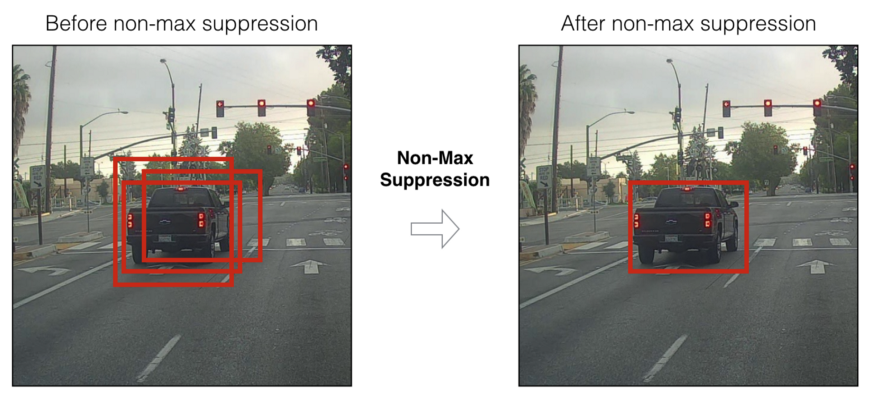 Before non-max suppression
After non-max suppression
Non-Max
Suppression